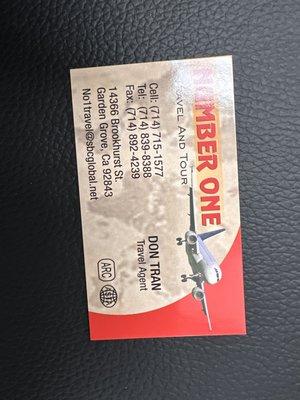 NUMBER ONE
TRAVEL AND TOUR
DON TRAN
Travel Agent
Cell: (714) 715-1577
Tel: (714) 839-8388
Fax: (714) 892-4239
14366 Brookhurst St.
Garden Grove, Ca 92843
No1travel@sbcglobal.net
ARC